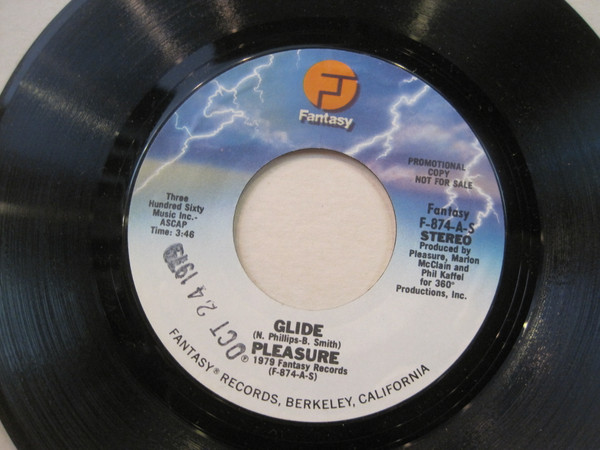 Fantasy
PROMOTIONAL
COPY
NOT FOR SALE
Three
Hundred Sixty
Music Inc.-
ASCAP
Time: 3:46
Fantasy
F-874-A-S
STEREO
Produced by
Pleasure, Marlon
McClain and
Phil Kaffel
for 360°
Productions, Inc.
OCT 24 1979
GLIDE
(N. Phillips-B. Smith)
PLEASURE
℗ 1979 Fantasy Records
(F-874-A-S)
FANTASY® RECORDS, BERKELEY, CALIFORNIA